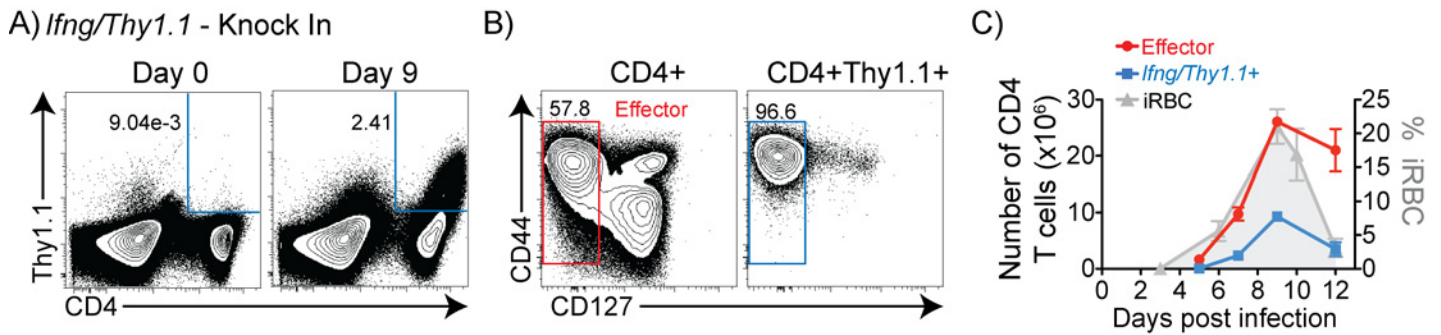 A) Ifng/Thy1.1 - Knock In
Day 0
Day 9
9.04e-3
2.41
Thy1.1
CD4
B)
CD4+
CD4+Thy1.1+
57.8
Effector
96.6
CD44
CD127
C)
Effector
Ifng/Thy1.1+
iRBC
Number of CD4
T cells (x10⁶)
30
20
10
0
25
20
15
10
5
0
% iRBC
0 2 4 6 8 10 12
Days post infection